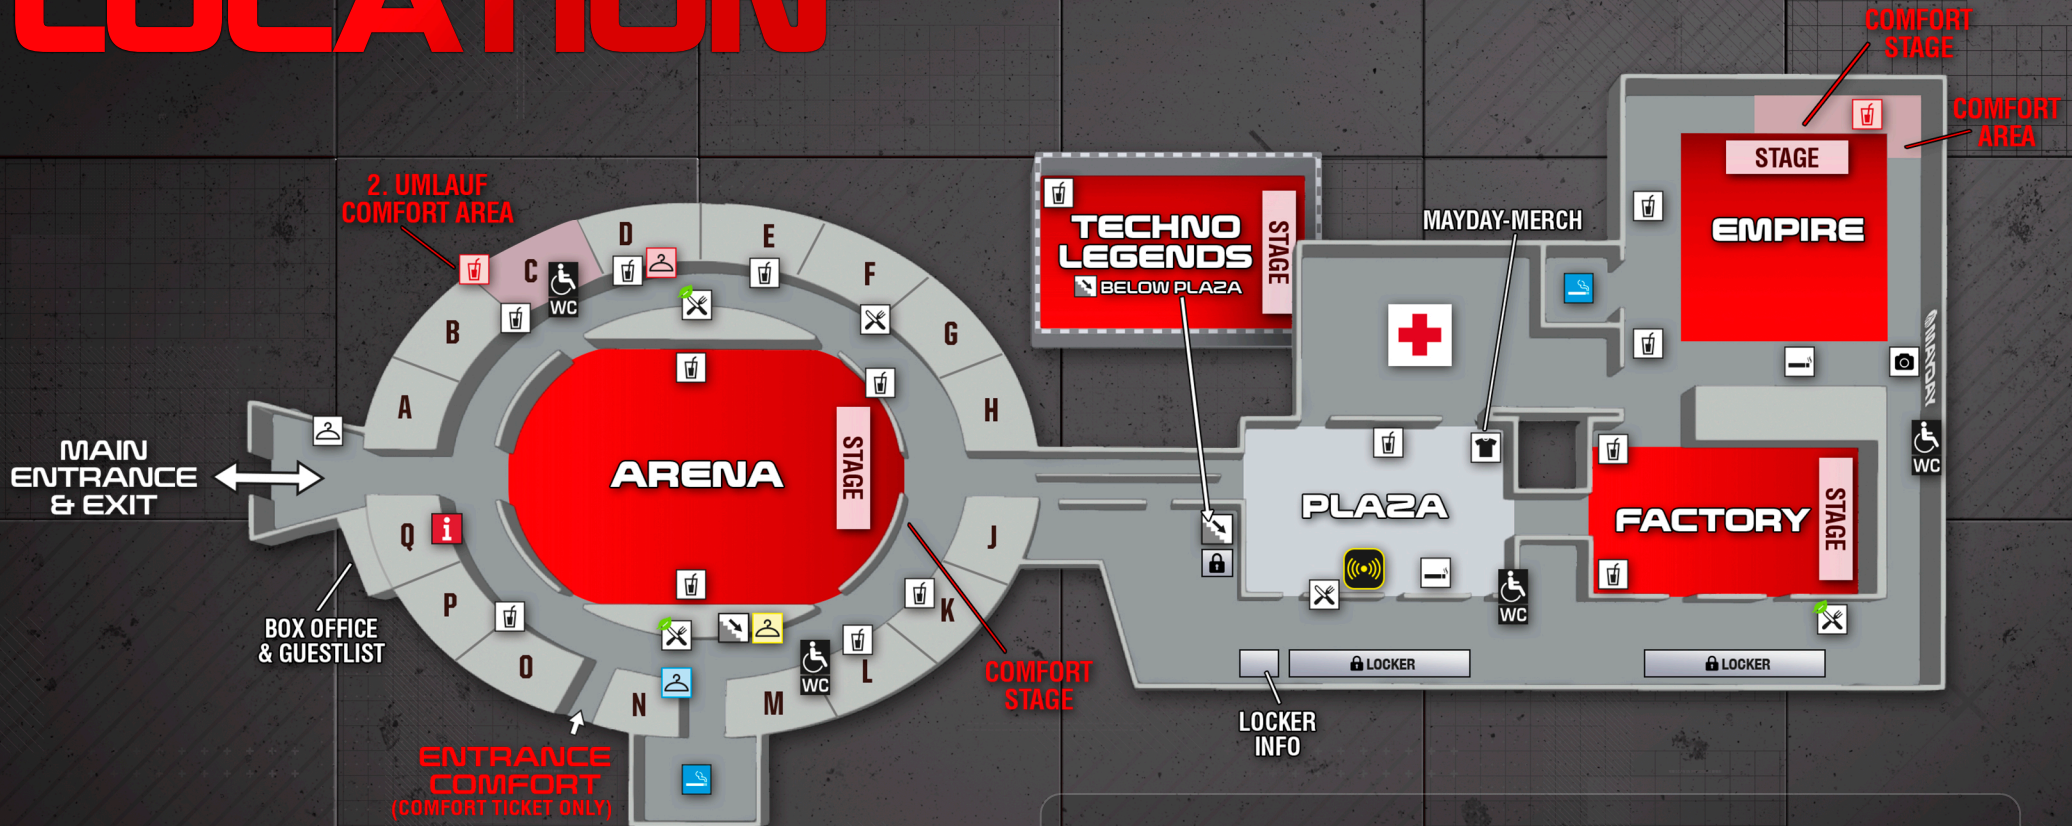 LOCATION
COMFORT
STAGE
COMFORT
AREA
2. UMLAUF
COMFORT AREA
STAGE
EMPIRE
MAYDAY-MERCH
TECHNO
LEGENDS
BELOW PLAZA
STAGE
D
E
C
WC
F
B
G
A
H
MAYDAY
MAIN
ENTRANCE
& EXIT
ARENA
STAGE
WC
PLAZA
FACTORY
STAGE
Q
i
J
P
K
WC
BOX OFFICE
& GUESTLIST
O
N
M
WC
L
COMFORT
STAGE
LOCKER
LOCKER
LOCKER
INFO
ENTRANCE
COMFORT
(COMFORT TICKET ONLY)